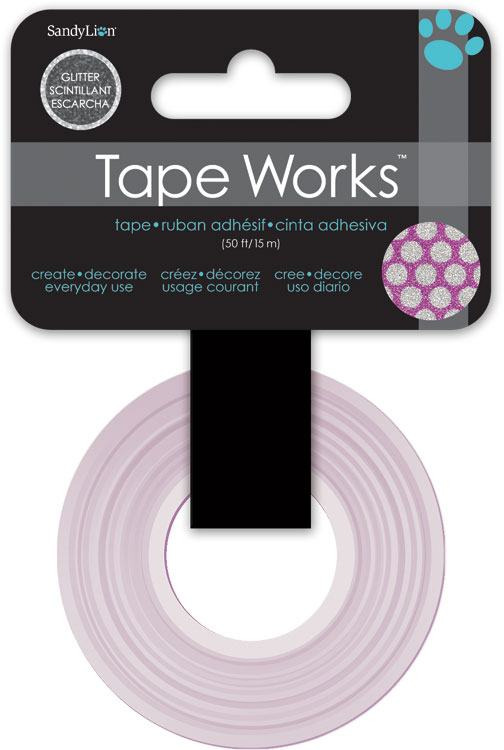 SandyLion
GLITTER
SCINTILLANT
ESCARCHA
Tape Works™
tape•ruban adhésif•cinta adhesiva
(50 ft/15 m)
create•decorate
everyday use
créez•décorez
usage courant
cree•decore
uso diario